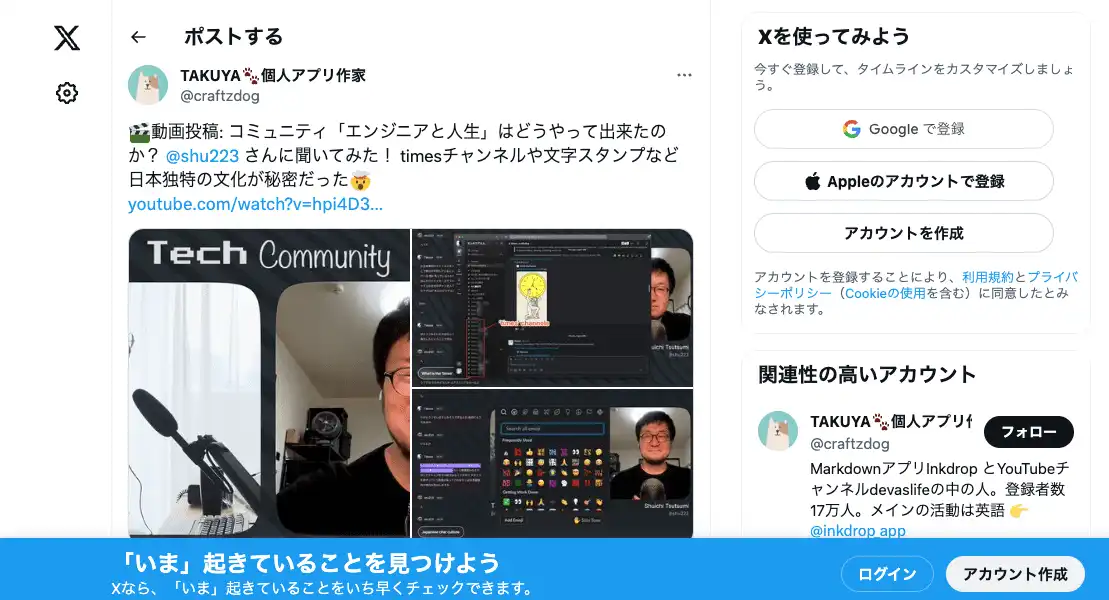 ポストする
TAKUYA🐾個人アプリ作家
@craftzdog
🎬動画投稿: コミュニティ「エンジニアと人生」はどうやって出来たの
か? @shu223 さんに聞いてみた! timesチャンネルや文字スタンプなど
日本独特の文化が秘密だった🤯
youtube.com/watch?v=hpi4D3...
Tech Community
times channels
Shuichi Tsutsumi
@shu223
Search all emoji
Frequently Used
Getting Work Done
Add Emoji
Shuichi Tsutsumi
@shu223
Xを使ってみよう
今すぐ登録して、タイムラインをカスタマイズしましょ
う。
Google で登録
Appleのアカウントで登録
アカウントを作成
アカウントを登録することにより、利用規約とプライバ
シーポリシー（Cookieの使用を含む）に同意したとみ
なされます。
関連性の高いアカウント
TAKUYA🐾個人アプリ作
@craftzdog
フォロー
MarkdownアプリInkdrop とYouTubeチ
ャンネルdevaslifeの中の人。登録者数
17万人。メインの活動は英語 👉
@inkdrop_app
「いま」起きていることを見つけよう
Xなら、「いま」起きていることをいち早くチェックできます。
ログイン
アカウント作成